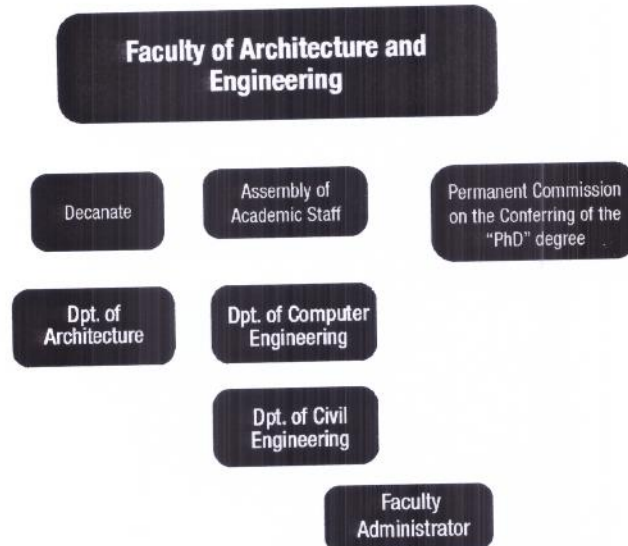 Faculty of Architecture and
Engineering
Decanate
Assembly of
Academic Staff
Permanent Commission
on the Conferring of the
“PhD” degree
Dpt. of
Architecture
Dpt. of Computer
Engineering
Dpt. of Civil
Engineering
Faculty
Administrator